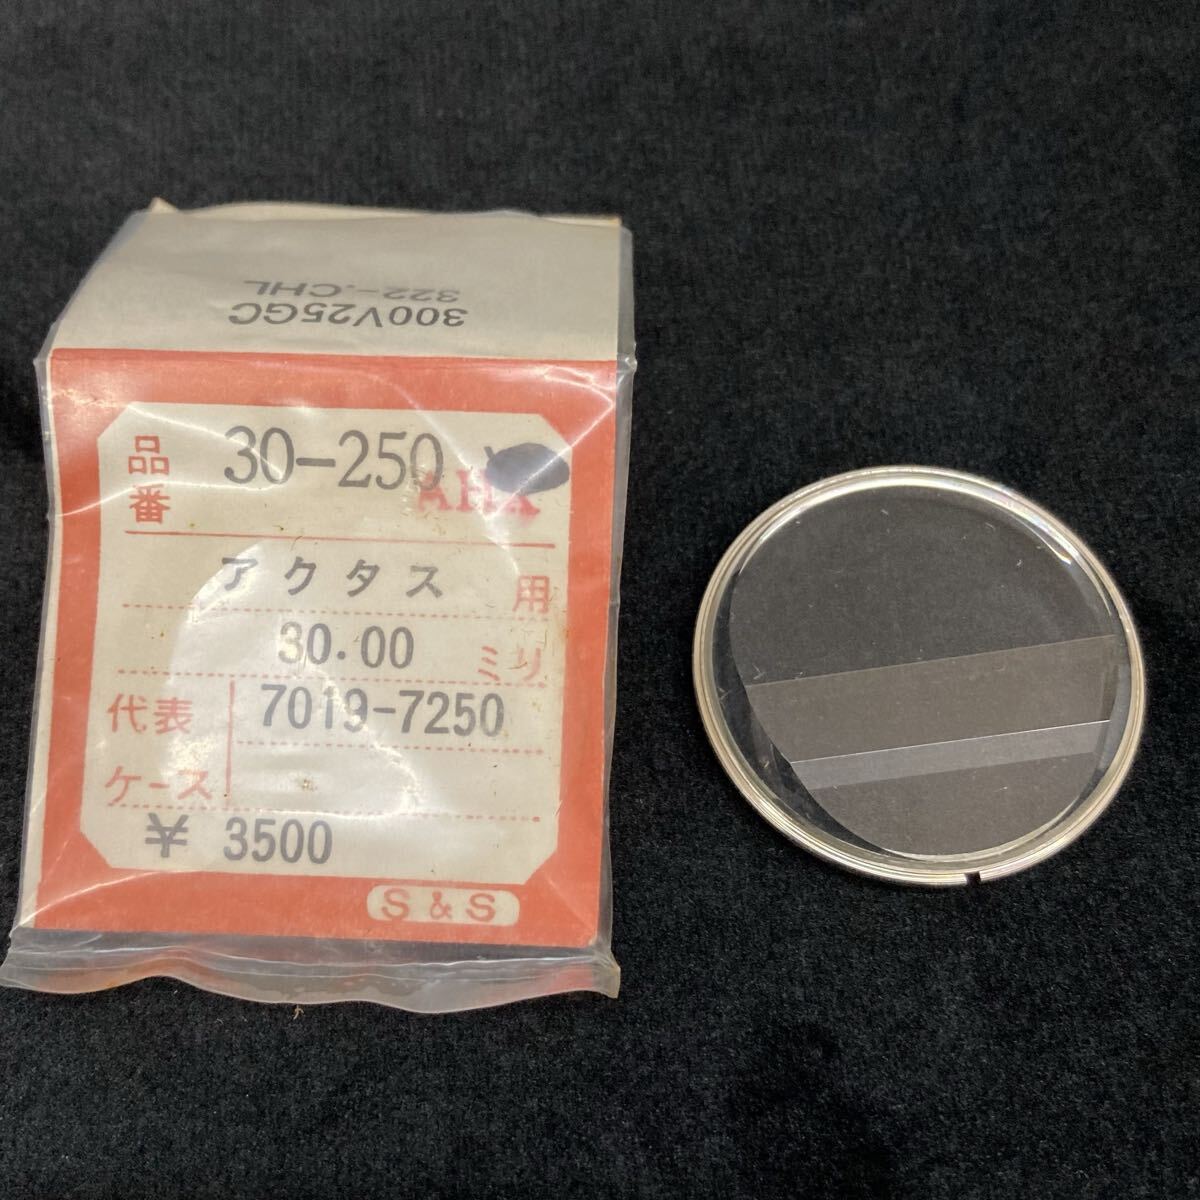 300V25GC
322-.CHL
品番 30-250
AHX
アクタス 用
30.00 ミリ
代表 7019-7250
ケース
¥ 3500
S & S